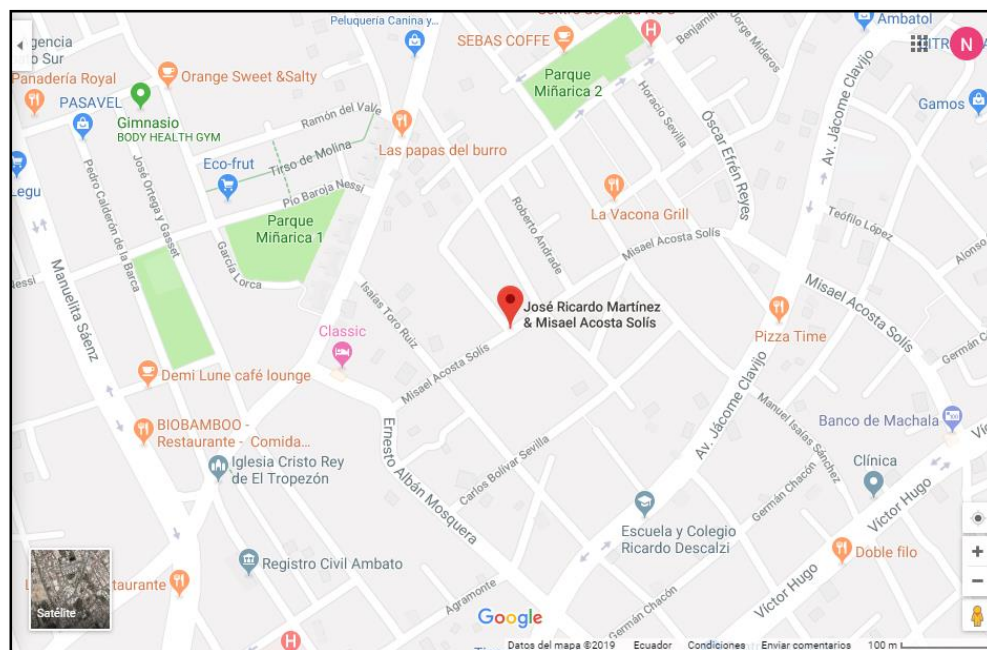 Peluquería Canina y...
SEBAS COFFE
Ambatol
N
Panadería Royal
Orange Sweet &Salty
PASAVEL
Gimnasio
BODY HEALTH GYM
Ramón del Valle
Las papas del burro
Tirso de Molina
Eco-frut
Legu
Pío Baroja Nessi
Parque
Miñarica 1
Parque
Miñarica 2
Benjamín
Jorge Mideros
Horacio Sevilla
Óscar Efrén Reyes
Av. Jácome Clavijo
Gamos
La Vacona Grill
Roberto Andrade
Misael Acosta Solís
Teófilo López
Alonso
Pedro Calderón de la Barca
José Ortega y Gasset
García Lorca
Manuelita Sáenz
Isaías Toro Ruiz
Classic
José Ricardo Martínez
& Misael Acosta Solís
Misael Acosta Solís
Misael Acosta Solís
Pizza Time
Germán C
Demi Lune café lounge
BIOBAMBOO -
Restaurante - Comida...
Iglesia Cristo Rey
de El Tropezón
Ernesto Albán Mosquera
Carlos Bolívar Sevilla
Av. Jácome Clavijo
Manuel Isaías Sánchez
Banco de Machala
Clínica
Germán Chacón
Víctor Hugo
Escuela y Colegio
Ricardo Descalzi
Registro Civil Ambato
Doble filo
Víctor Hugo
Germán Chacón
Agramonte
Satélite
Google
Datos del mapa ©2019 Ecuador Condiciones Enviar comentarios 100 m